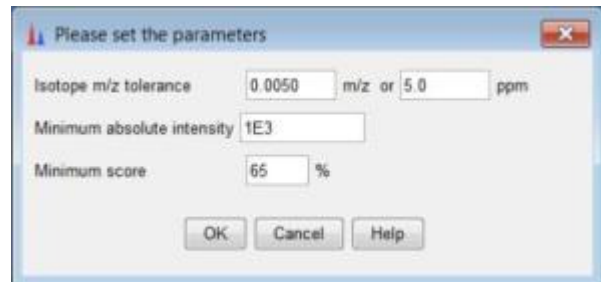 Please set the parameters
Isotope m/z tolerance 0.0050 m/z or 5.0 ppm
Minimum absolute intensity 1E3
Minimum score 65 %
OK Cancel Help